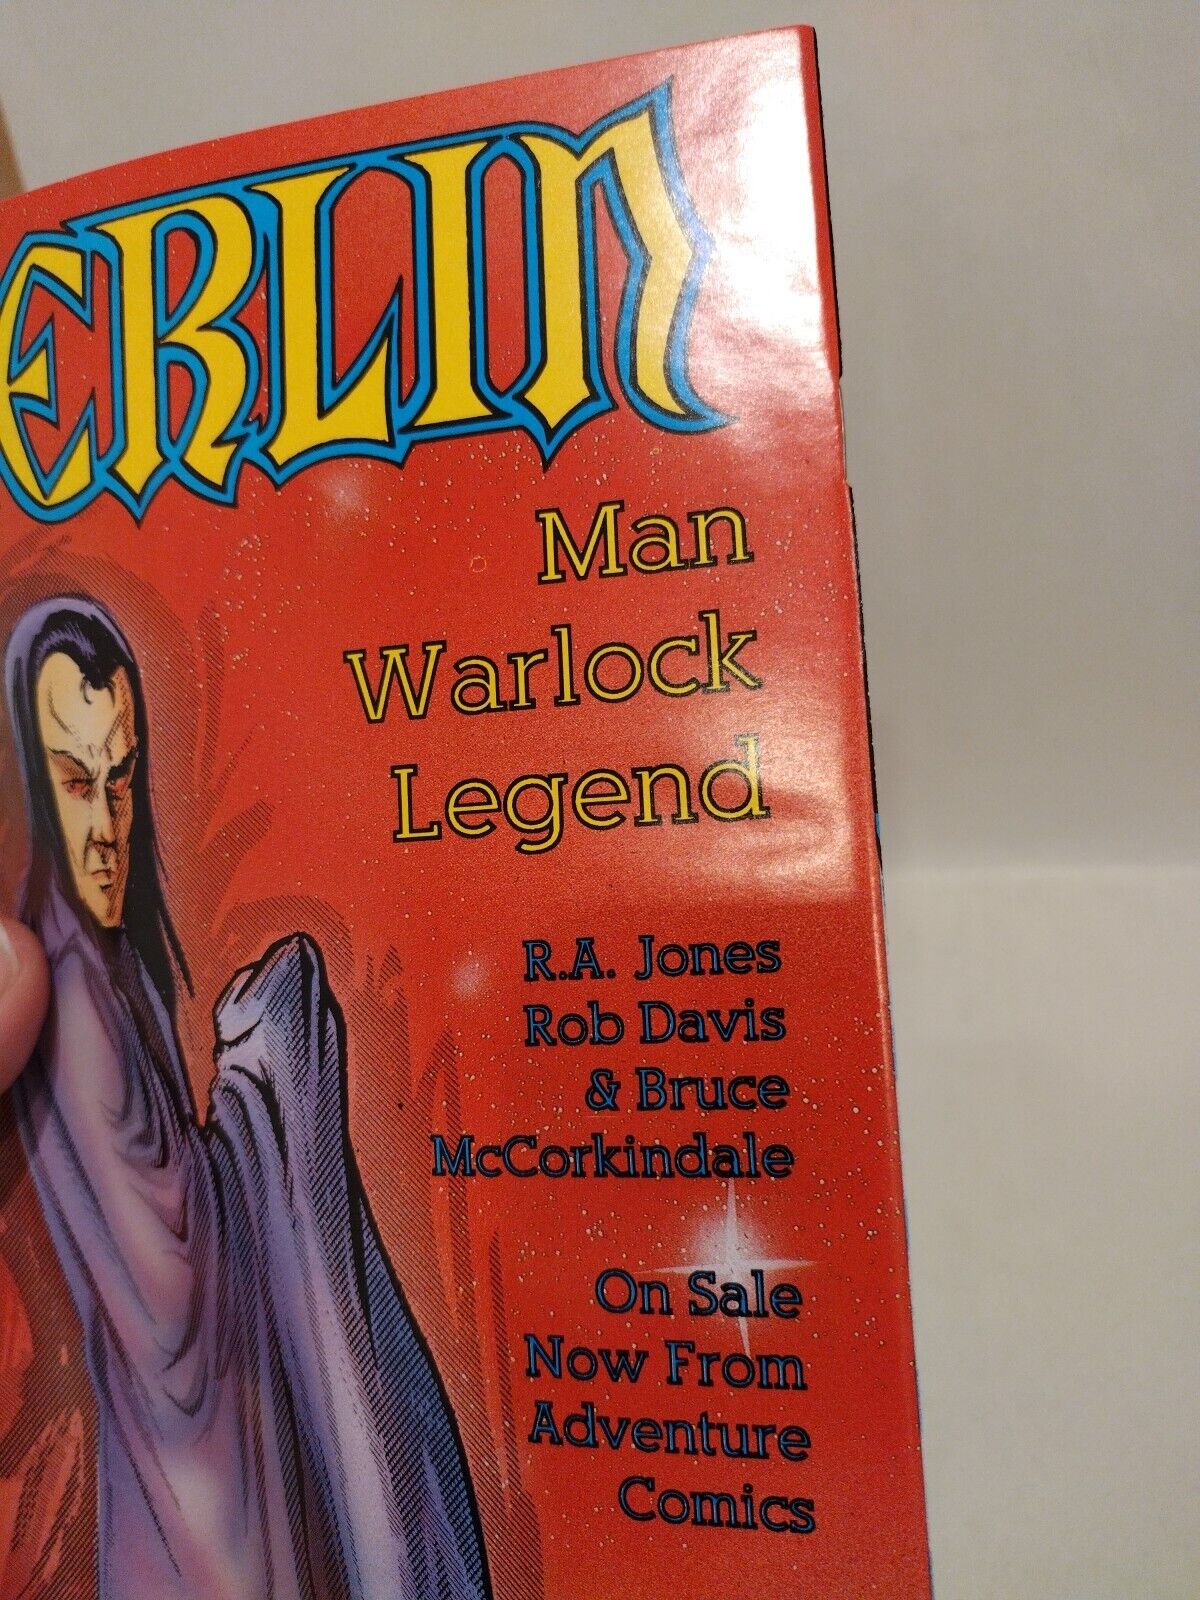 ERLIN
Man
Warlock
Legend
R.A. Jones
Rob Davis
& Bruce
McCorkindale
On Sale
Now From
Adventure
Comics